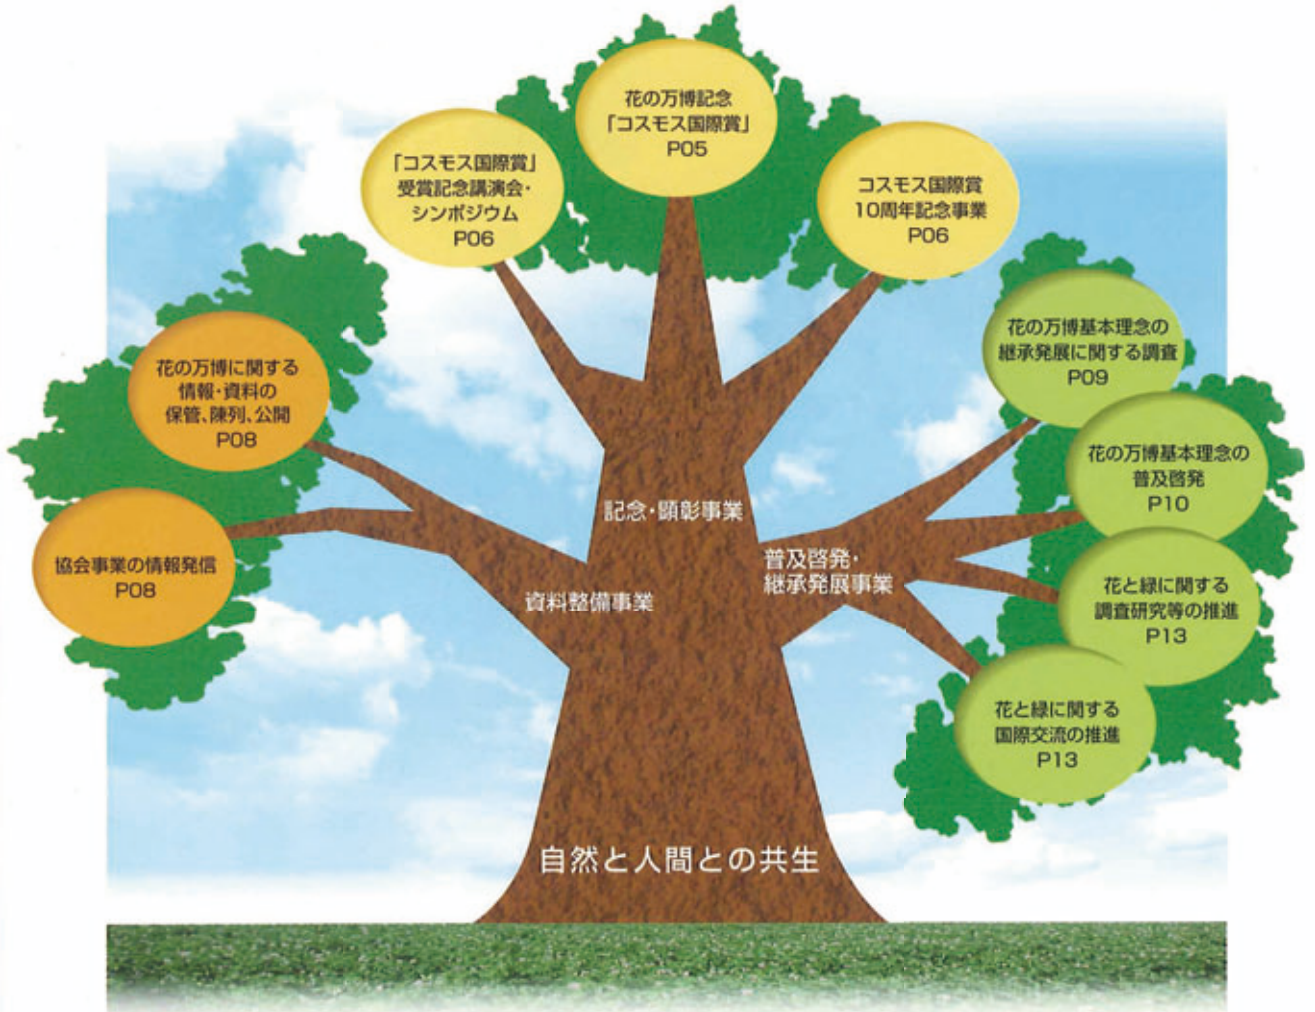 花の万博記念
「コスモス国際賞」
P05
「コスモス国際賞」
受賞記念講演会・
シンポジウム
P06
コスモス国際賞
10周年記念事業
P06
花の万博に関する
情報・資料の
保管、陳列、公開
P08
協会事業の情報発信
P08
花の万博基本理念の
継承発展に関する調査
P09
花の万博基本理念の
普及啓発
P10
花と緑に関する
調査研究等の推進
P13
花と緑に関する
国際交流の推進
P13
記念・顕彰事業
資料整備事業
普及啓発・
継承発展事業
自然と人間との共生